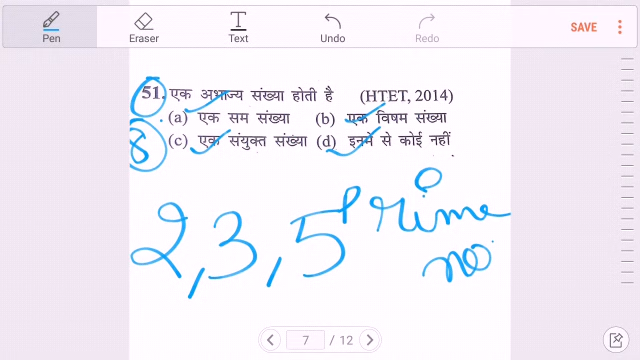 Pen Eraser Text Undo Redo SAVE
51. एक अभाज्य संख्या होती है (HTET, 2014)
(a) एक सम संख्या (b) एक विषम संख्या
(c) एक संयुक्त संख्या (d) इनमे से कोई नहीं
8
2, 3, 5 Prime
no
7 / 12